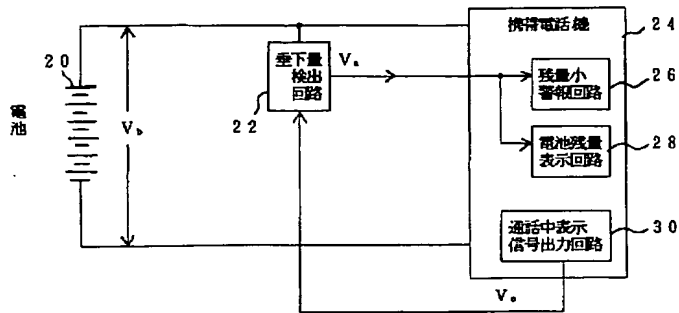 携帯電話機
24
20
垂下量
検出
回路
Va
22
残量小
警報回路
26
電池
Vb
電池残量
表示回路
28
通話中表示
信号出力回路
30